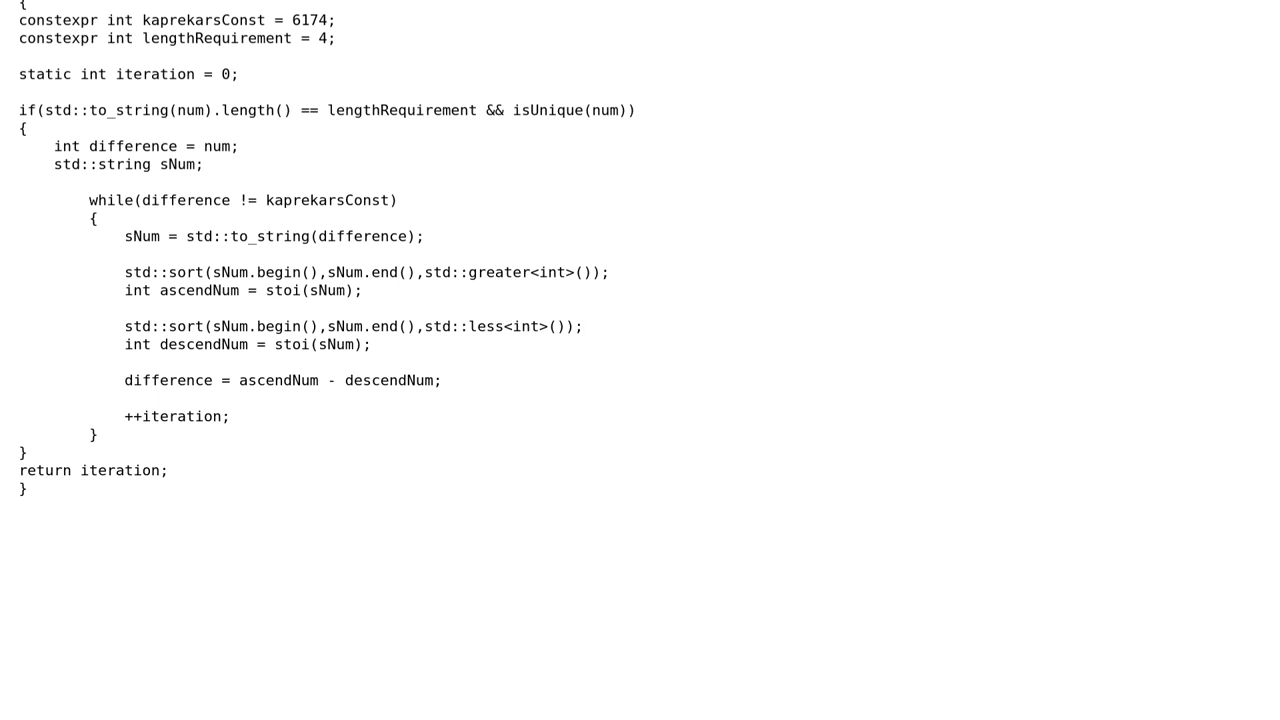 {
constexpr int kaprekarsConst = 6174;
constexpr int lengthRequirement = 4;

static int iteration = 0;

if(std::to_string(num).length() == lengthRequirement && isUnique(num))
{
    int difference = num;
    std::string sNum;

        while(difference != kaprekarsConst)
        {
            sNum = std::to_string(difference);

            std::sort(sNum.begin(),sNum.end(),std::greater<int>());
            int ascendNum = stoi(sNum);

            std::sort(sNum.begin(),sNum.end(),std::less<int>());
            int descendNum = stoi(sNum);

            difference = ascendNum - descendNum;

            ++iteration;
        }
}
return iteration;
}